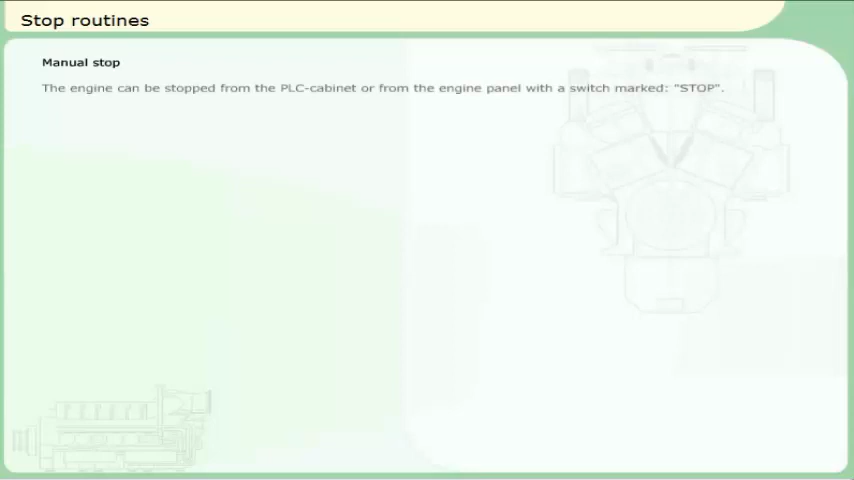 Stop routines
Manual stop
The engine can be stopped from the PLC-cabinet or from the engine panel with a switch marked: "STOP".